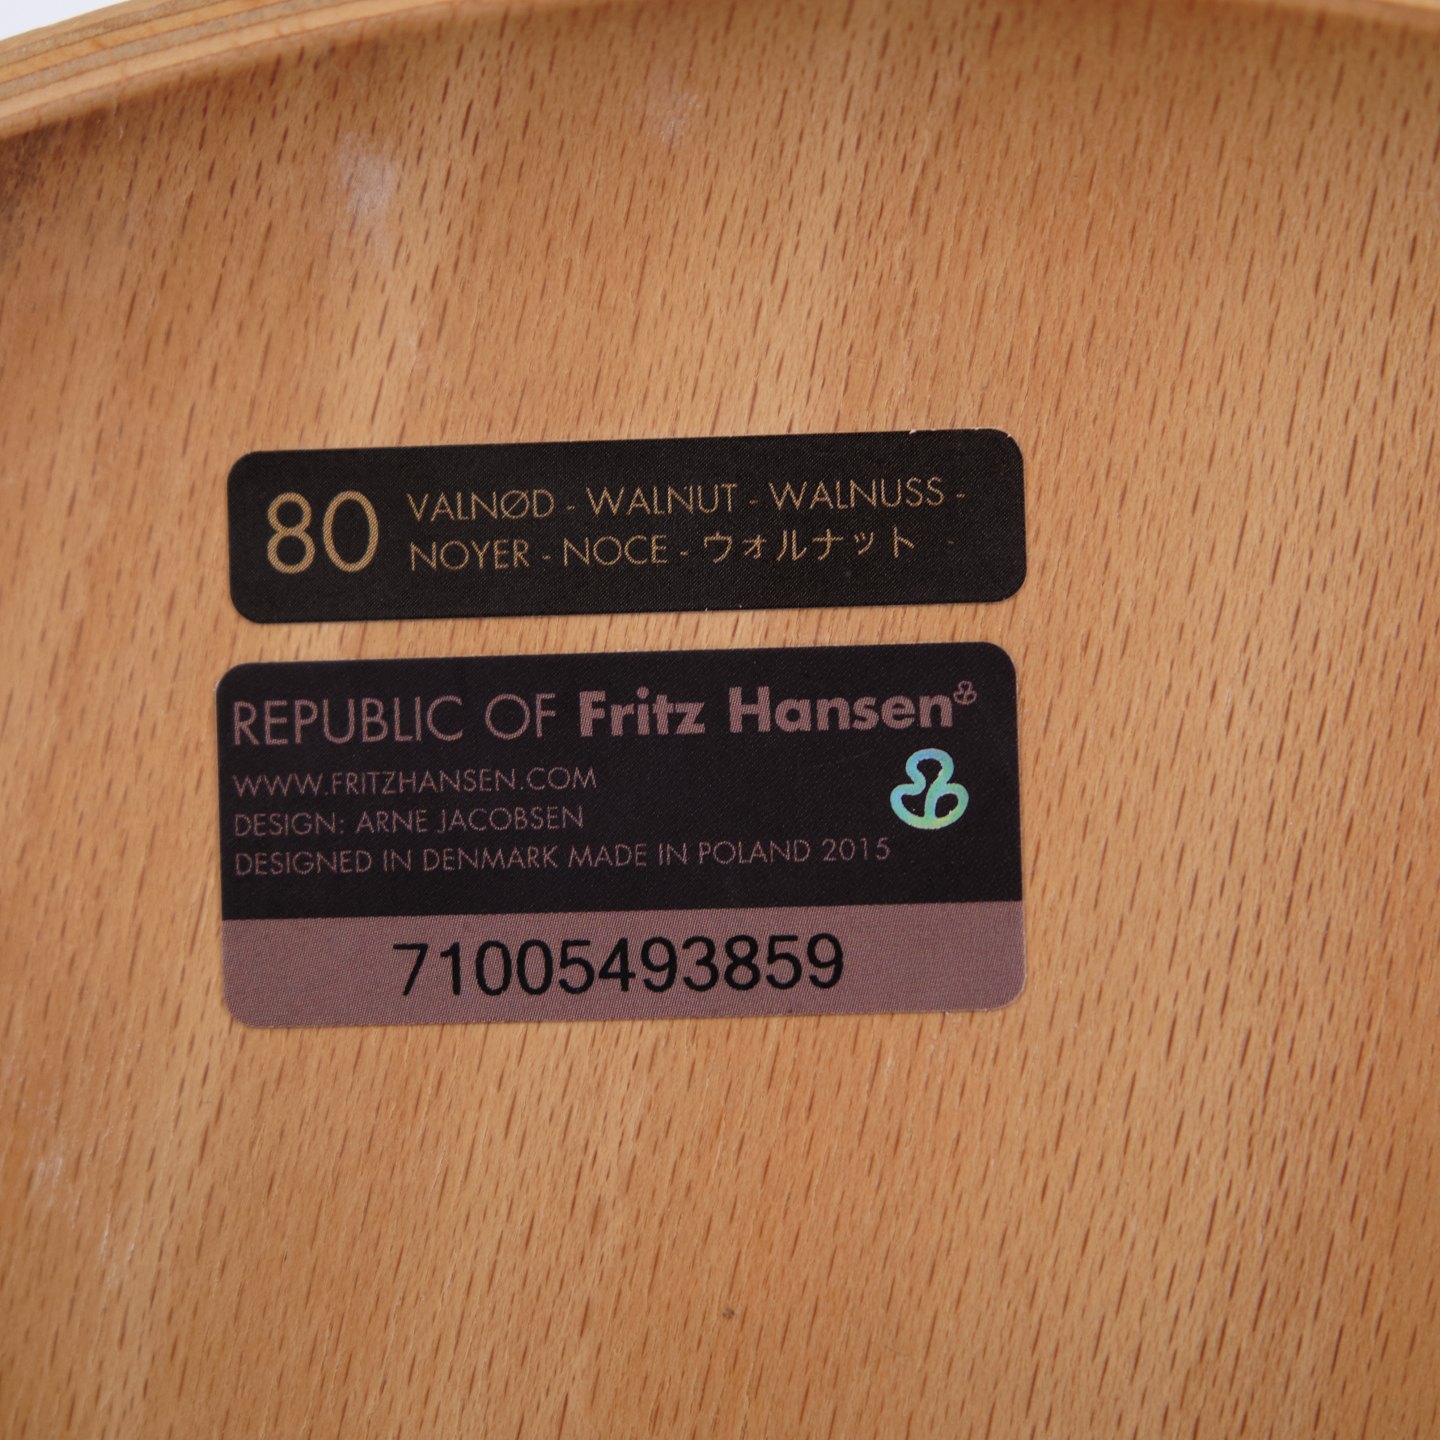 80 VALNØD - WALNUT - WALNUSS -
NOYER - NOCE - ウォルナット -
REPUBLIC OF Fritz Hansen
WWW.FRITZHANSEN.COM
DESIGN: ARNE JACOBSEN
DESIGNED IN DENMARK MADE IN POLAND 2015
71005493859